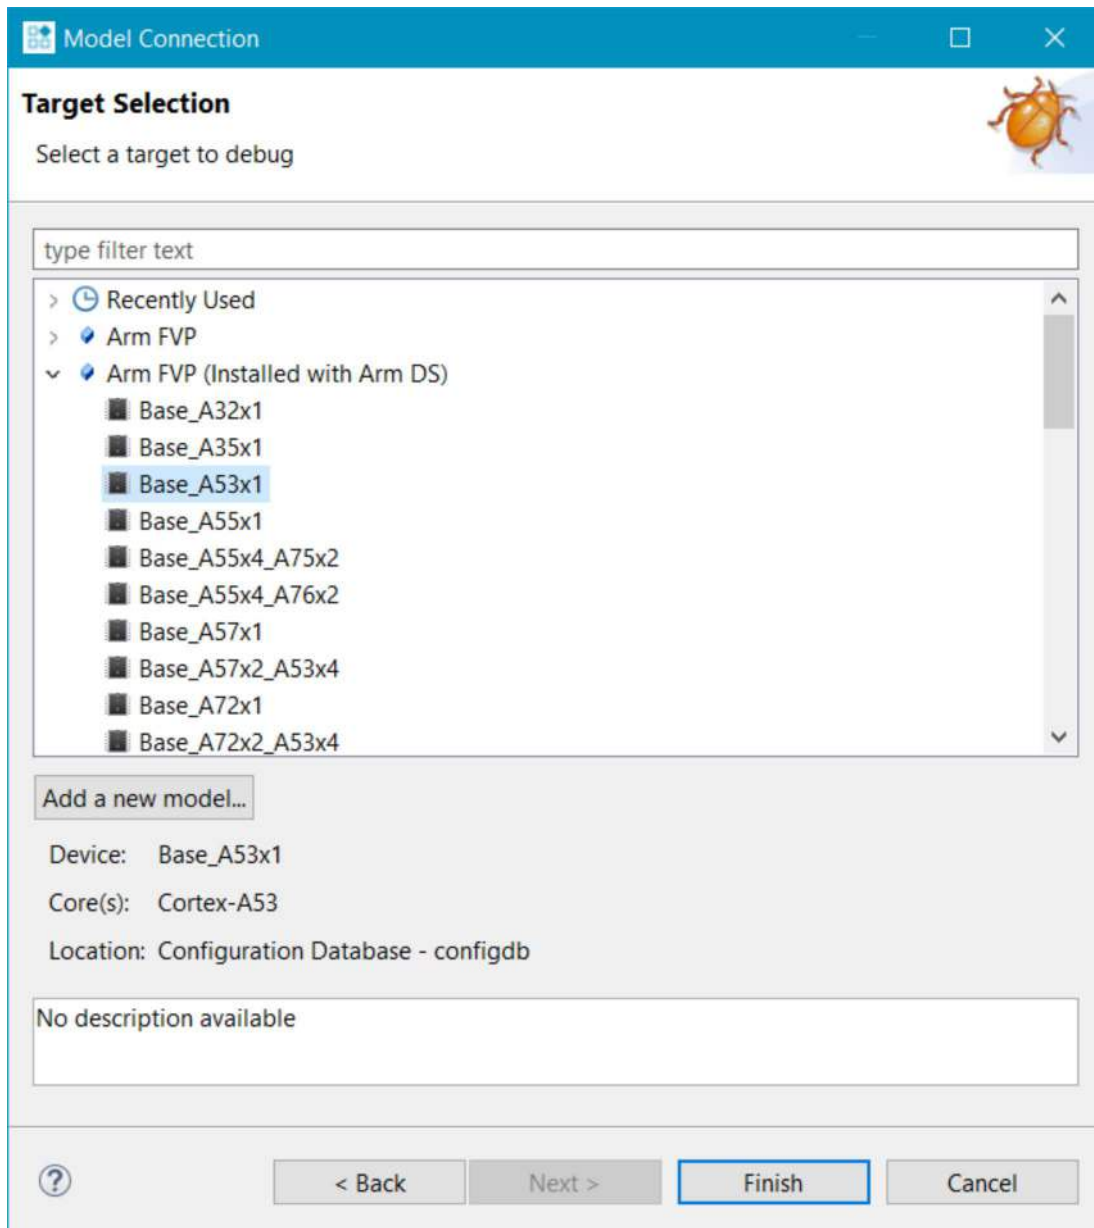 Model Connection
Target Selection
Select a target to debug
type filter text
Recently Used
Arm FVP
Arm FVP (Installed with Arm DS)
Base_A32x1
Base_A35x1
Base_A53x1
Base_A55x1
Base_A55x4_A75x2
Base_A55x4_A76x2
Base_A57x1
Base_A57x2_A53x4
Base_A72x1
Base_A72x2_A53x4
Add a new model...
Device: Base_A53x1
Core(s): Cortex-A53
Location: Configuration Database - configdb
No description available
? < Back Next > Finish Cancel